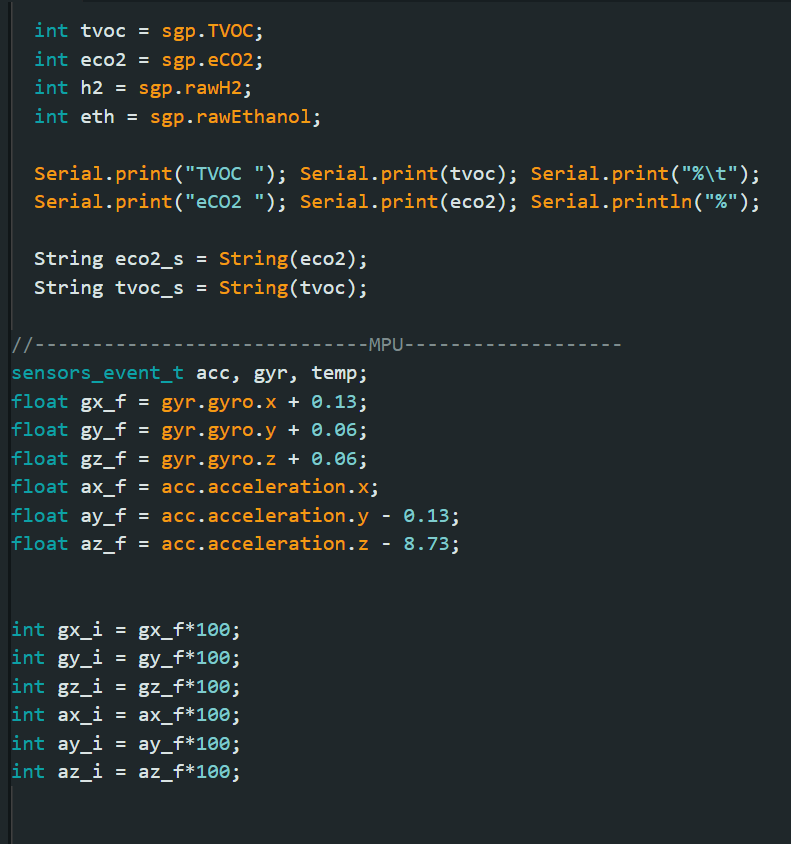 int tvoc = sgp.TVOC;
int eco2 = sgp.eCO2;
int h2 = sgp.rawH2;
int eth = sgp.rawEthanol;
Serial.print("TVOC "); Serial.print(tvoc); Serial.print("%\t");
Serial.print("eCO2 "); Serial.print(eco2); Serial.println("%");
String eco2_s = String(eco2);
String tvoc_s = String(tvoc);
//-----------------------------MPU-------------------
sensors_event_t acc, gyr, temp;
float gx_f = gyr.gyro.x + 0.13;
float gy_f = gyr.gyro.y + 0.06;
float gz_f = gyr.gyro.z + 0.06;
float ax_f = acc.acceleration.x;
float ay_f = acc.acceleration.y - 0.13;
float az_f = acc.acceleration.z - 8.73;
int gx_i = gx_f*100;
int gy_i = gy_f*100;
int gz_i = gz_f*100;
int ax_i = ax_f*100;
int ay_i = ay_f*100;
int az_i = az_f*100;